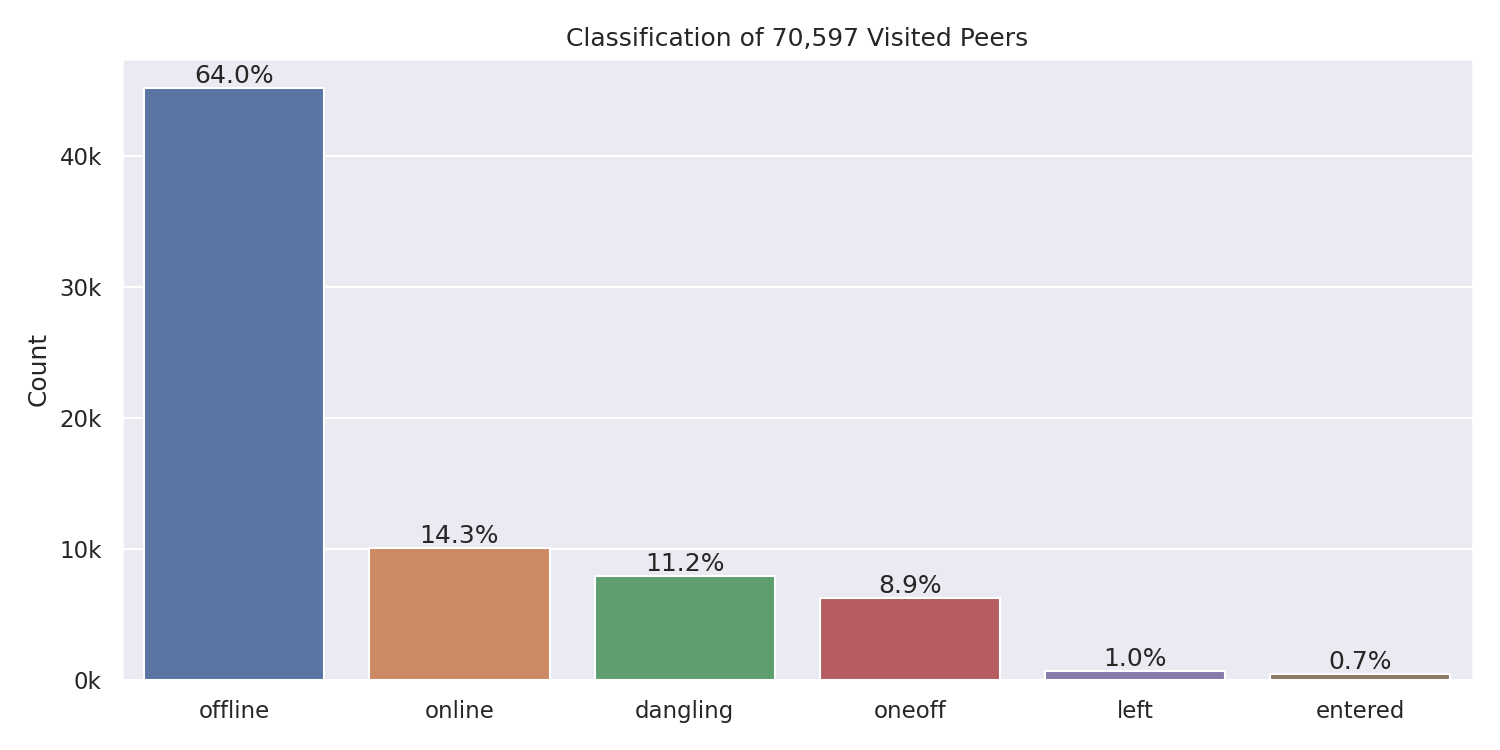 Classification of 70,597 Visited Peers
64.0%
40k
30k
Count
20k
14.3%
10k
11.2%
8.9%
1.0%
0.7%
0k
offline
online
dangling
oneoff
left
entered